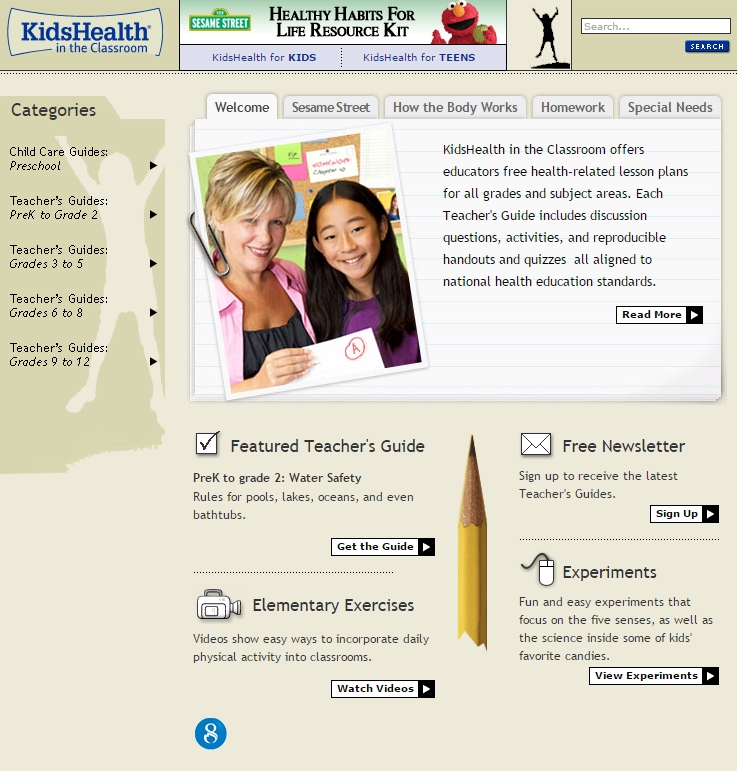 KidsHealth®
in the Classroom
SESAME STREET
HEALTHY HABITS FOR
LIFE RESOURCE KIT
KidsHealth for KIDS
KidsHealth for TEENS
Search...
SEARCH
Categories
Child Care Guides:
Preschool
Teacher's Guides:
PreK to Grade 2
Teacher's Guides:
Grades 3 to 5
Teacher's Guides:
Grades 6 to 8
Teacher's Guides:
Grades 9 to 12
Welcome
Sesame Street
How the Body Works
Homework
Special Needs
HOMEWORK
Chapter 10
A
KidsHealth in the Classroom offers
educators free health-related lesson plans
for all grades and subject areas. Each
Teacher's Guide includes discussion
questions, activities, and reproducible
handouts and quizzes all aligned to
national health education standards.
Read More
Featured Teacher's Guide
PreK to grade 2: Water Safety
Rules for pools, lakes, oceans, and even
bathtubs.
Get the Guide
Elementary Exercises
Videos show easy ways to incorporate daily
physical activity into classrooms.
Watch Videos
Free Newsletter
Sign up to receive the latest
Teacher's Guides.
Sign Up
Experiments
Fun and easy experiments that
focus on the five senses, as well as
the science inside some of kids'
favorite candies.
View Experiments
8